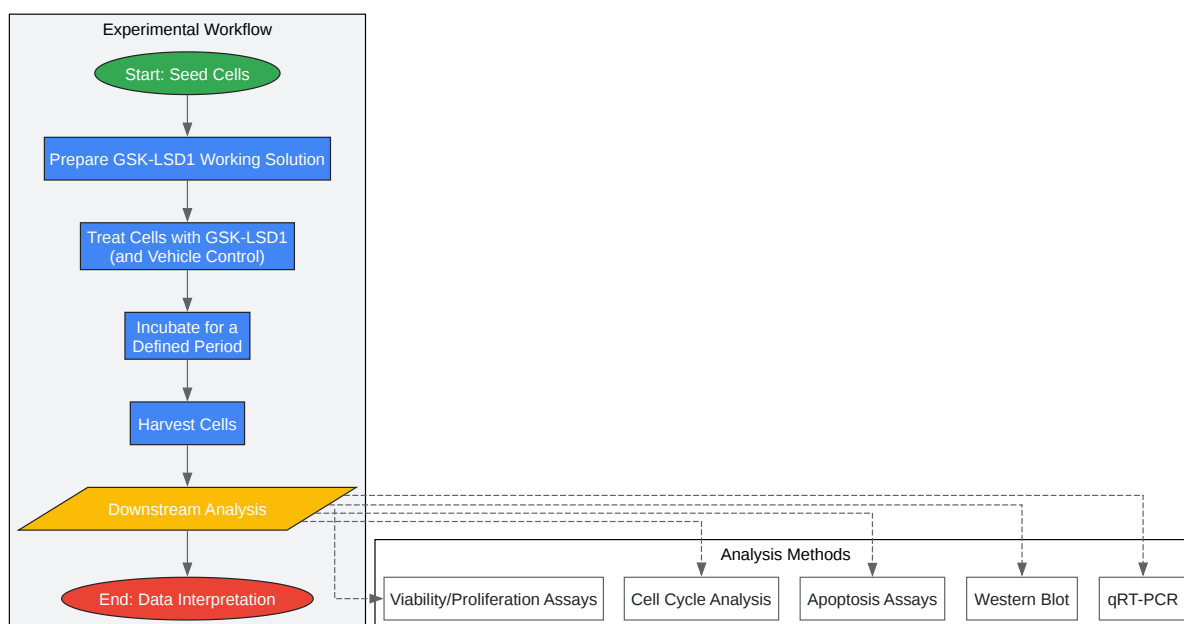 Experimental Workflow
Start: Seed Cells
Prepare GSK-LSD1 Working Solution
Treat Cells with GSK-LSD1
(and Vehicle Control)
Incubate for a
Defined Period
Harvest Cells
Downstream Analysis
End: Data Interpretation
Analysis Methods
Viability/Proliferation Assays
Cell Cycle Analysis
Apoptosis Assays
Western Blot
qRT-PCR